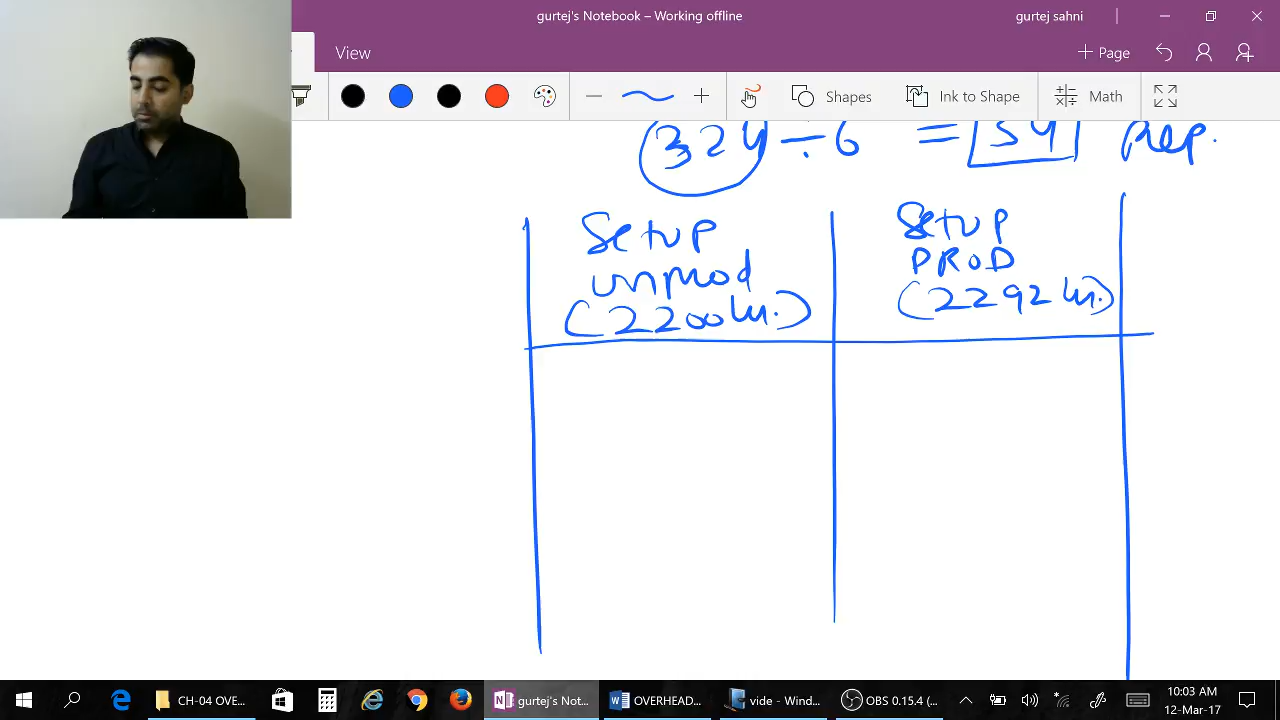 gurtej's Notebook – Working offline
gurtej sahni
View
Page
Shapes
Ink to Shape
Math
324 ÷ 6 = 54 Rep.
Setup
unprod
(2200 hr.)
Setup
PROD
(2292 hr.)
CH-04 OVE...
gurtej's Not...
OVERHEAD...
vide - Wind...
OBS 0.15.4 (...
10:03 AM
12-Mar-17